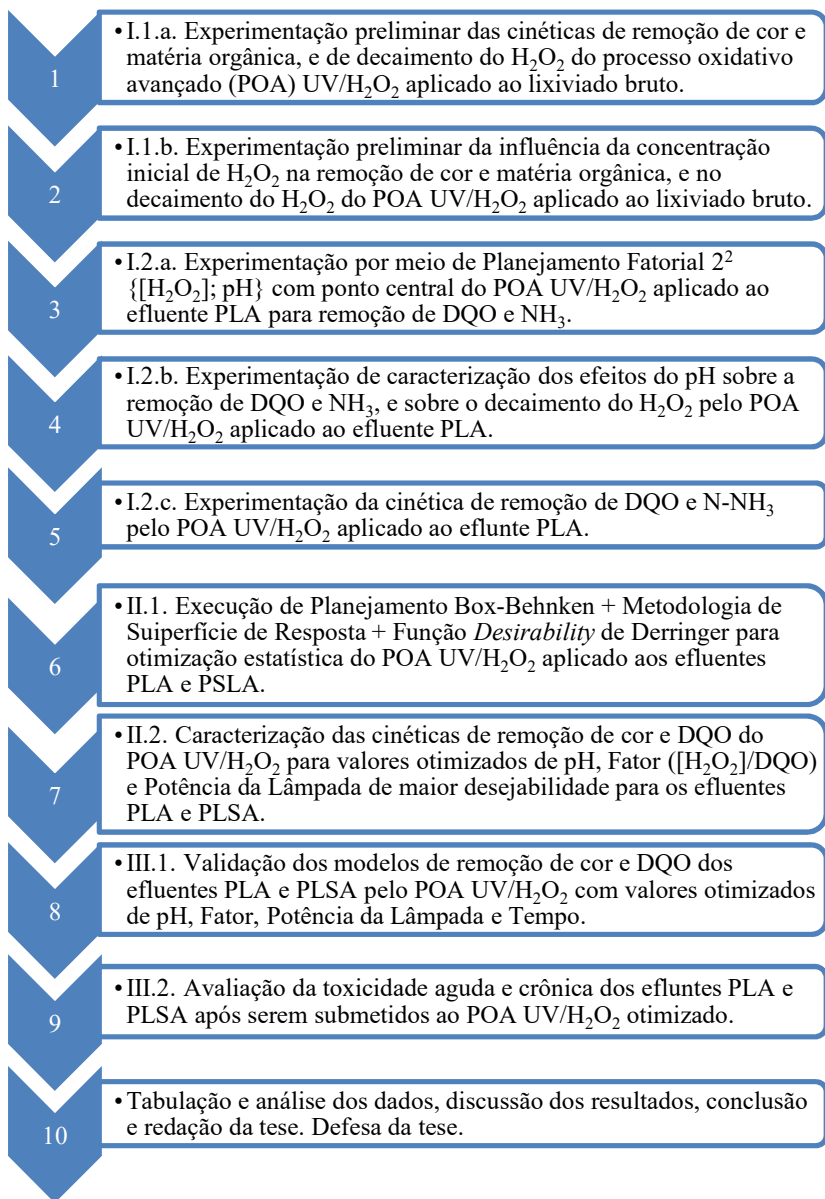 1
• I.1.a. Experimentação preliminar das cinéticas de remoção de cor e
matéria orgânica, e de decaimento do H₂O₂ do processo oxidativo
avançado (POA) UV/H₂O₂ aplicado ao lixiviado bruto.
2
• I.1.b. Experimentação preliminar da influência da concentração
inicial de H₂O₂ na remoção de cor e matéria orgânica, e no
decaimento do H₂O₂ do POA UV/H₂O₂ aplicado ao lixiviado bruto.
3
• I.2.a. Experimentação por meio de Planejamento Fatorial 2²
{[H₂O₂]; pH} com ponto central do POA UV/H₂O₂ aplicado ao
efluente PLA para remoção de DQO e NH₃.
4
• I.2.b. Experimentação de caracterização dos efeitos do pH sobre a
remoção de DQO e NH₃, e sobre o decaimento do H₂O₂ pelo POA
UV/H₂O₂ aplicado ao efluente PLA.
5
• I.2.c. Experimentação da cinética de remoção de DQO e N-NH₃
pelo POA UV/H₂O₂ aplicado ao eflunte PLA.
6
• II.1. Execução de Planejamento Box-Behnken + Metodologia de
Suiperfície de Resposta + Função Desirability de Derringer para
otimização estatística do POA UV/H₂O₂ aplicado aos efluentes
PLA e PSLA.
7
• II.2. Caracterização das cinéticas de remoção de cor e DQO do
POA UV/H₂O₂ para valores otimizados de pH, Fator ([H₂O₂]/DQO)
e Potência da Lâmpada de maior desejabilidade para os efluentes
PLA e PLSA.
8
• III.1. Validação dos modelos de remoção de cor e DQO dos
efluentes PLA e PLSA pelo POA UV/H₂O₂ com valores otimizados
de pH, Fator, Potência da Lâmpada e Tempo.
9
• III.2. Avaliação da toxicidade aguda e crônica dos efluntes PLA e
PLSA após serem submetidos ao POA UV/H₂O₂ otimizado.
10
• Tabulação e análise dos dados, discussão dos resultados, conclusão
e redação da tese. Defesa da tese.